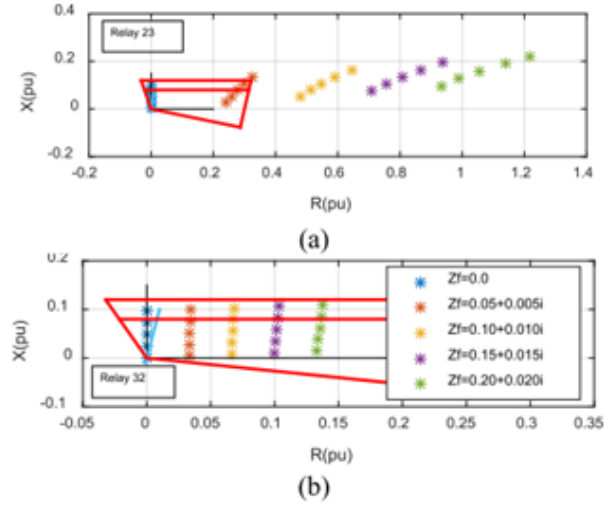 0.4
Relay 23
0.2
X(pu)
0
-0.2
-0.2 0 0.2 0.4 0.6 0.8 1 1.2 1.4
R(pu)
(a)
0.2
Zf=0.0
Zf=0.05+0.005i
X(pu)
0.1
Zf=0.10+0.010i
Zf=0.15+0.015i
0
Relay 32
Zf=0.20+0.020i
-0.1
-0.05 0 0.05 0.1 0.15 0.2 0.25 0.3 0.35
R(pu)
(b)